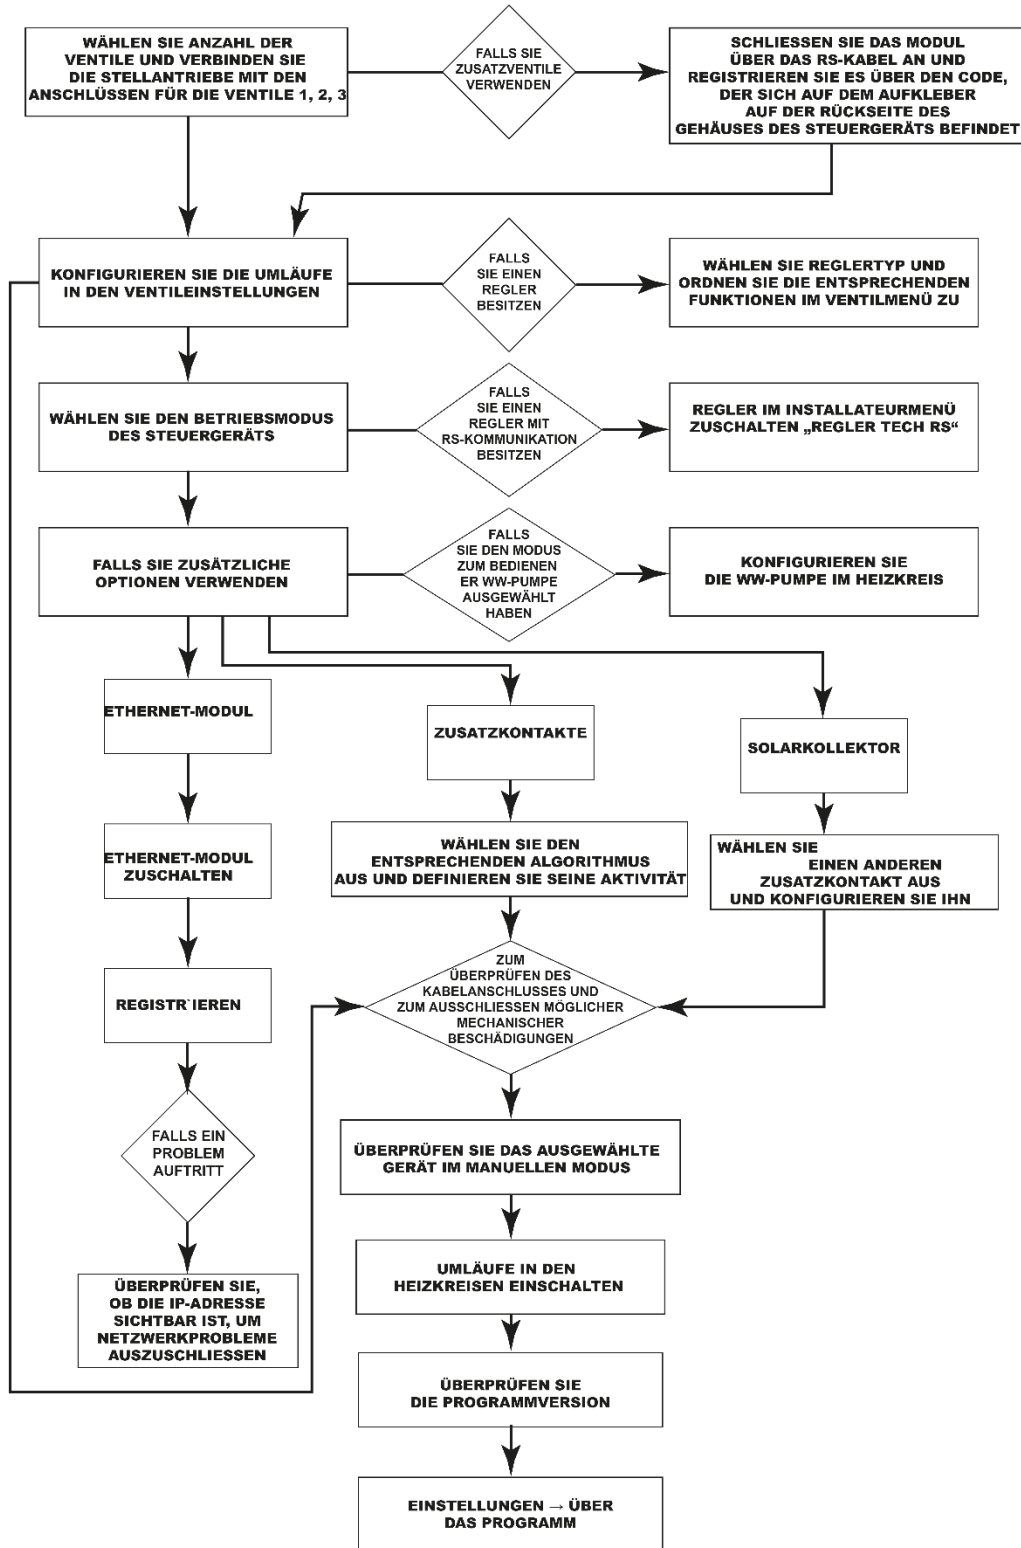 WÄHLEN SIE ANZAHL DER
VENTILE UND VERBINDEN SIE
DIE STELLANTRIEBE MIT DEN
ANSCHLÜSSEN FÜR DIE VENTILE 1, 2, 3
FALLS SIE
ZUSATZVENTILE
VERWENDEN
SCHLIESSEN SIE DAS MODUL
ÜBER DAS RS-KABEL AN UND
REGISTRIEREN SIE ES ÜBER DEN CODE,
DER SICH AUF DEM AUFKLEBER
AUF DER RÜCKSEITE DES
GEHÄUSES DES STEUERGERÄTS BEFINDET
KONFIGURIEREN SIE DIE UMLÄUFE
IN DEN VENTILEINSTELLUNGEN
FALLS
SIE EINEN
REGLER
BESITZEN
WÄHLEN SIE REGLERTYP UND
ORDNEN SIE DIE ENTSPRECHENDEN
FUNKTIONEN IM VENTILMENÜ ZU
WÄHLEN SIE DEN BETRIEBSMODUS
DES STEUERGERÄTS
FALLS
SIE EINEN
REGLER MIT
RS-KOMMUNIKATION
BESITZEN
REGLER IM INSTALLATEURMENÜ
ZUSCHALTEN „REGLER TECH RS“
FALLS SIE ZUSÄTZLICHE
OPTIONEN VERWENDEN
FALLS
SIE DEN MODUS
ZUM BEDIENEN
ER WW-PUMPE
AUSGEWÄHLT
HABEN
KONFIGURIEREN SIE
DIE WW-PUMPE IM HEIZKREIS
ETHERNET-MODUL
ZUSATZKONTAKTE
SOLARKOLLEKTOR
ETHERNET-MODUL
ZUSCHALTEN
WÄHLEN SIE DEN
ENTSPRECHENDEN ALGORITHMUS
AUS UND DEFINIEREN SIE SEINE AKTIVITÄT
WÄHLEN SIE
EINEN ANDEREN
ZUSATZKONTAKT AUS
UND KONFIGURIEREN SIE IHN
REGISTRIEREN
ZUM
ÜBERPRÜFEN DES
KABELANSCHLUSSES UND
ZUM AUSSCHLIESSEN MÖGLICHER
MECHANISCHER
BESCHÄDIGUNGEN
FALLS EIN
PROBLEM
AUFTRITT
ÜBERPRÜFEN SIE DAS AUSGEWÄHLTE
GERÄT IM MANUELLEN MODUS
ÜBERPRÜFEN SIE,
OB DIE IP-ADRESSE
SICHTBAR IST, UM
NETZWERKPROBLEME
AUSZUSCHLIESSEN
UMLÄUFE IN DEN
HEIZKREISEN EINSCHALTEN
ÜBERPRÜFEN SIE
DIE PROGRAMMVERSION
EINSTELLUNGEN → ÜBER
DAS PROGRAMM